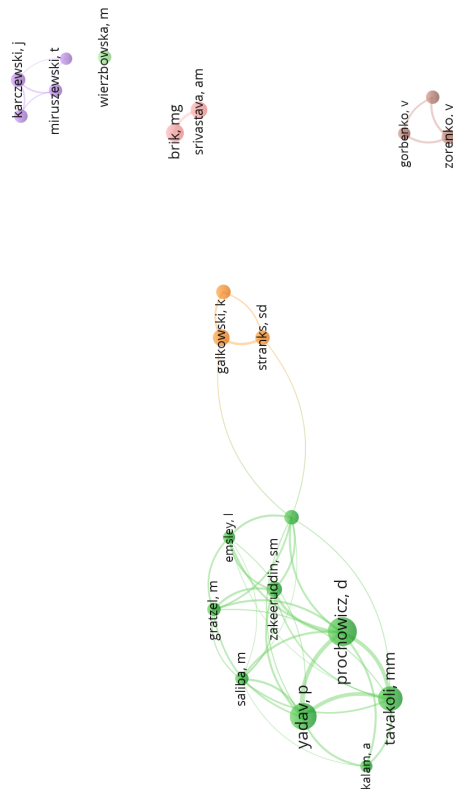 karczewski, j
miruszewski, t
wierzbowska, m
brik, mg
srivastava, am
gorbenko, v
zorenko, v
galkowski, k
stranks, sd
emsley, l
zakeeruddin, sm
gratzel, m
prochowicz, d
saliba, m
yadav, p
tavakoli, mm
kalam, a